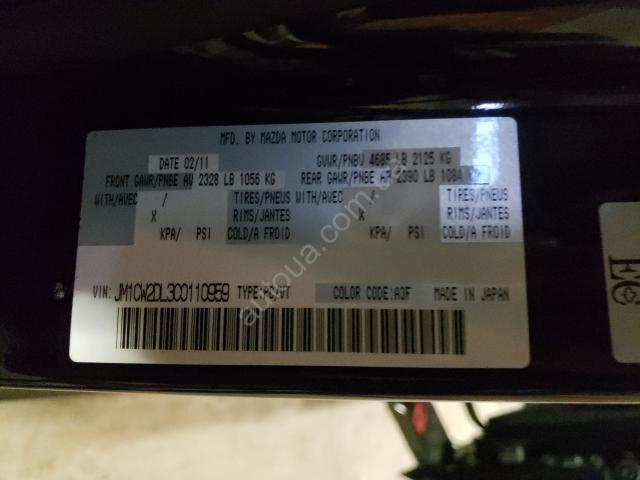 MFD. BY MAZDA MOTOR CORPORATION
DATE 02/11 GVWR/PNBV 4685 LB 2125 KG
FRONT GAWR/PNBE AV 2328 LB 1056 KG REAR GAWR/PNBE AR 2390 LB 1084
WITH/AVEC / TIRES/PNEUS WITH/AVEC / TIRES/PNEUS
X RIMS/JANTES X RIMS/JANTES
KPA/ PSI COLD/A FROID KPA/ PSI COLD/A FROID
VIN: JM1CW2DL3C0110959 TYPE: COLOR CODE:A3F MADE IN JAPAN
autoua.com.ua
EC